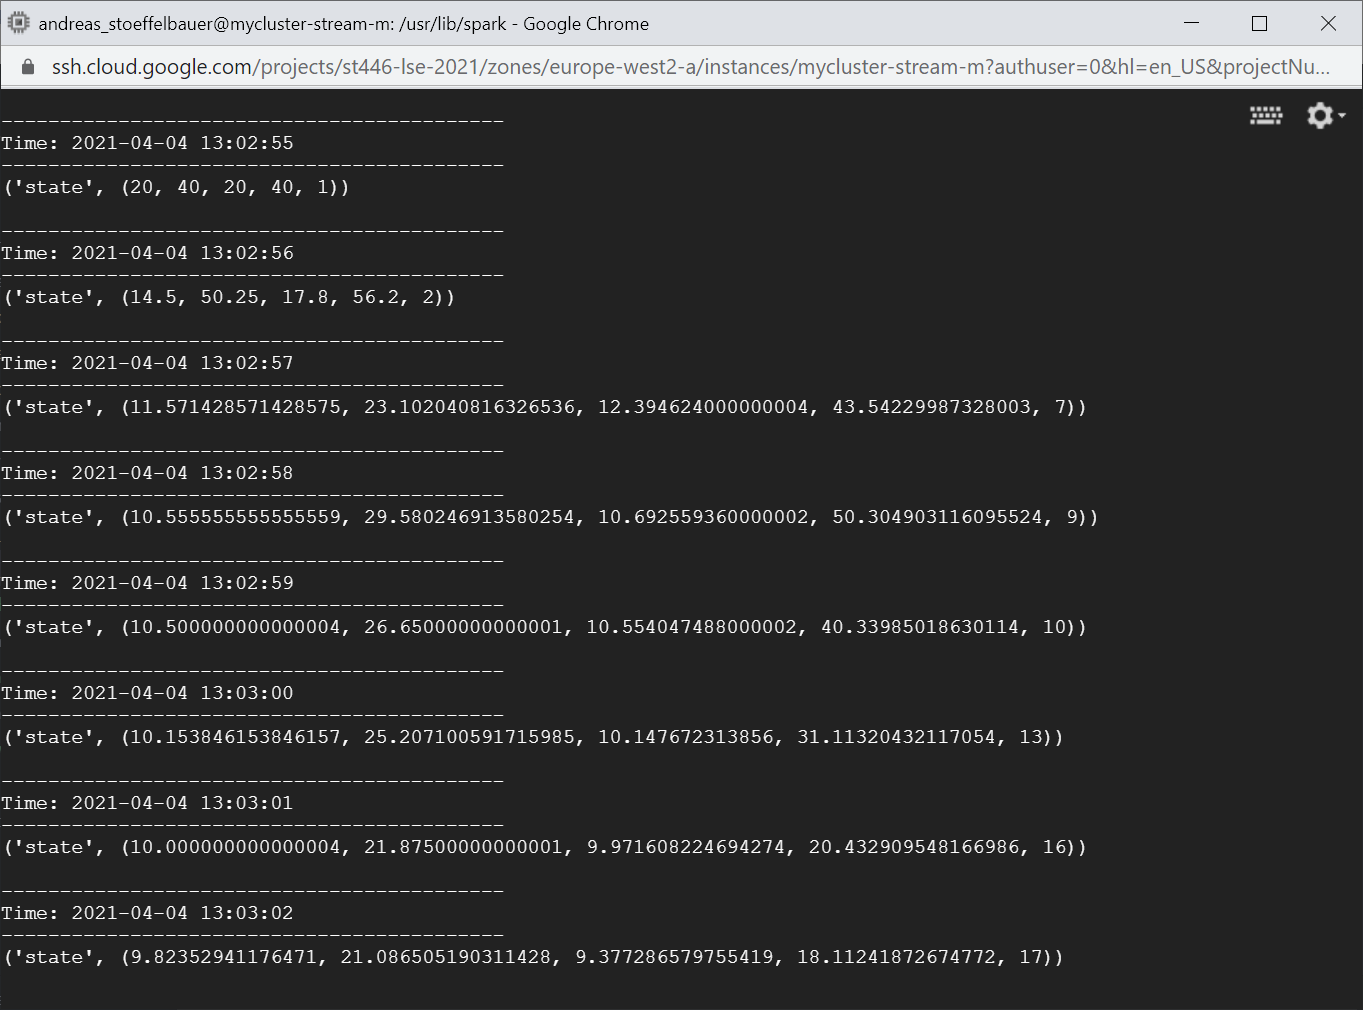 andreas_stoeffelbauer@mycluster-stream-m: /usr/lib/spark - Google Chrome
ssh.cloud.google.com/projects/st446-lse-2021/zones/europe-west2-a/instances/mycluster-stream-m?authuser=0&hl=en_US&projectNu...
-------------------------------------------
Time: 2021-04-04 13:02:55
-------------------------------------------
('state', (20, 40, 20, 40, 1))
-------------------------------------------
Time: 2021-04-04 13:02:56
-------------------------------------------
('state', (14.5, 50.25, 17.8, 56.2, 2))
-------------------------------------------
Time: 2021-04-04 13:02:57
-------------------------------------------
('state', (11.571428571428575, 23.102040816326536, 12.394624000000004, 43.54229987328003, 7))
-------------------------------------------
Time: 2021-04-04 13:02:58
-------------------------------------------
('state', (10.555555555555559, 29.580246913580254, 10.692559360000002, 50.304903116095524, 9))
-------------------------------------------
Time: 2021-04-04 13:02:59
-------------------------------------------
('state', (10.500000000000004, 26.65000000000001, 10.554047488000002, 40.33985018630114, 10))
-------------------------------------------
Time: 2021-04-04 13:03:00
-------------------------------------------
('state', (10.153846153846157, 25.207100591715985, 10.147672313856, 31.11320432117054, 13))
-------------------------------------------
Time: 2021-04-04 13:03:01
-------------------------------------------
('state', (10.000000000000004, 21.87500000000001, 9.971608224694274, 20.432909548166986, 16))
-------------------------------------------
Time: 2021-04-04 13:03:02
-------------------------------------------
('state', (9.82352941176471, 21.086505190311428, 9.377286579755419, 18.11241872674772, 17))